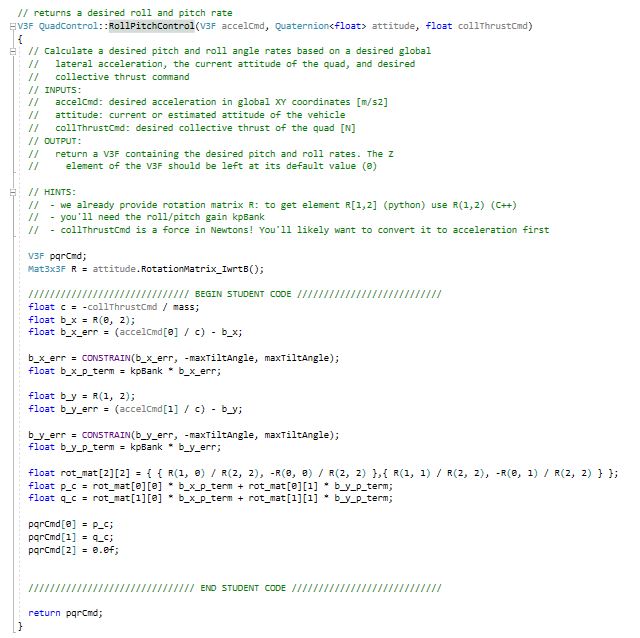 // returns a desired roll and pitch rate
V3F QuadControl::RollPitchControl(V3F accelCmd, Quaternion<float> attitude, float collThrustCmd)
{
// Calculate a desired pitch and roll angle rates based on a desired global
//   lateral acceleration, the current attitude of the quad, and desired
//   collective thrust command
// INPUTS:
//   accelCmd: desired acceleration in global XY coordinates [m/s2]
//   attitude: current or estimated attitude of the vehicle
//   collThrustCmd: desired collective thrust of the quad [N]
// OUTPUT:
//   return a V3F containing the desired pitch and roll rates. The Z
//     element of the V3F should be left at its default value (0)
// HINTS:
//  - we already provide rotation matrix R: to get element R[1,2] (python) use R(1,2) (C++)
//  - you'll need the roll/pitch gain kpBank
//  - collThrustCmd is a force in Newtons! You'll likely want to convert it to acceleration first
V3F pqrCmd;
Mat3x3F R = attitude.RotationMatrix_IwrtB();
////////////////////////////// BEGIN STUDENT CODE ///////////////////////////
float c = -collThrustCmd / mass;
float b_x = R(0, 2);
float b_x_err = (accelCmd[0] / c) - b_x;
b_x_err = CONSTRAIN(b_x_err, -maxTiltAngle, maxTiltAngle);
float b_x_p_term = kpBank * b_x_err;
float b_y = R(1, 2);
float b_y_err = (accelCmd[1] / c) - b_y;
b_y_err = CONSTRAIN(b_y_err, -maxTiltAngle, maxTiltAngle);
float b_y_p_term = kpBank * b_y_err;
float rot_mat[2][2] = { { R(1, 0) / R(2, 2), -R(0, 0) / R(2, 2) },{ R(1, 1) / R(2, 2), -R(0, 1) / R(2, 2) } };
float p_c = rot_mat[0][0] * b_x_p_term + rot_mat[0][1] * b_y_p_term;
float q_c = rot_mat[1][0] * b_x_p_term + rot_mat[1][1] * b_y_p_term;
pqrCmd[0] = p_c;
pqrCmd[1] = q_c;
pqrCmd[2] = 0.0f;
/////////////////////////////// END STUDENT CODE ////////////////////////////
return pqrCmd;
}